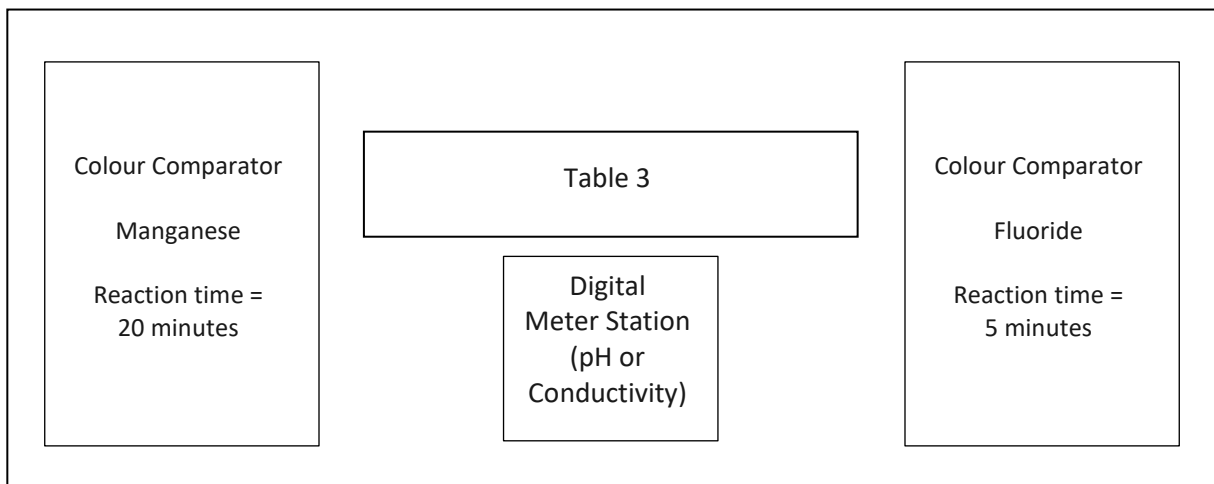 Colour Comparator
Manganese
Reaction time =
20 minutes
Table 3
Digital
Meter Station
(pH or
Conductivity)
Colour Comparator
Fluoride
Reaction time =
5 minutes